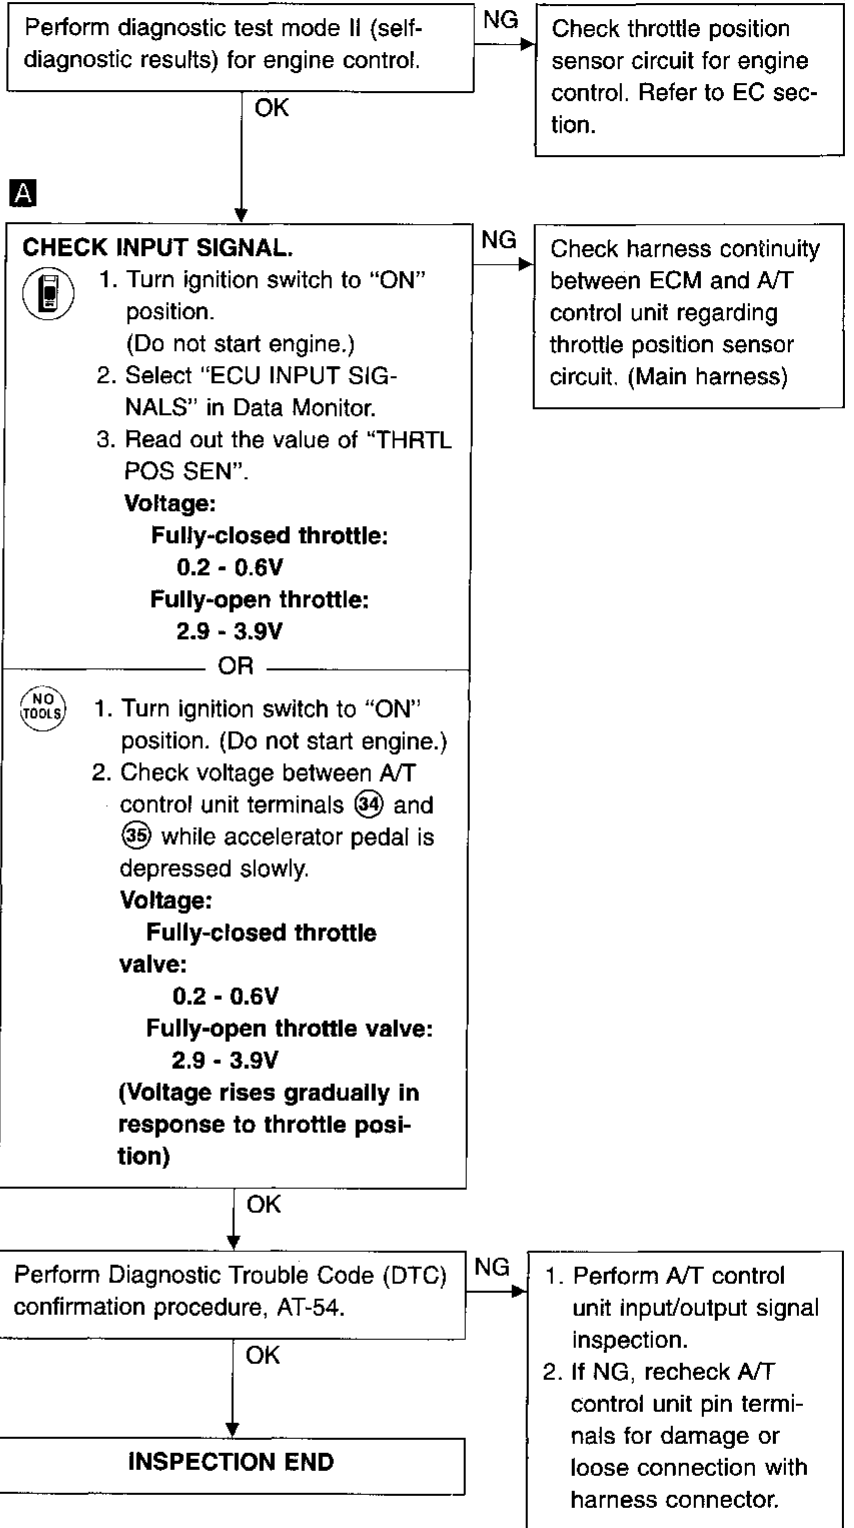 Perform diagnostic test mode II (self-
diagnostic results) for engine control.
NG
Check throttle position
sensor circuit for engine
control. Refer to EC sec-
tion.
OK
A
CHECK INPUT SIGNAL.
1. Turn ignition switch to “ON”
position.
(Do not start engine.)
2. Select “ECU INPUT SIG-
NALS” in Data Monitor.
3. Read out the value of “THRTL
POS SEN”.
Voltage:
Fully-closed throttle:
0.2 - 0.6V
Fully-open throttle:
2.9 - 3.9V
NG
Check harness continuity
between ECM and A/T
control unit regarding
throttle position sensor
circuit. (Main harness)
OR
NO
TOOLS
1. Turn ignition switch to “ON”
position. (Do not start engine.)
2. Check voltage between A/T
control unit terminals 34 and
35 while accelerator pedal is
depressed slowly.
Voltage:
Fully-closed throttle
valve:
0.2 - 0.6V
Fully-open throttle valve:
2.9 - 3.9V
(Voltage rises gradually in
response to throttle posi-
tion)
OK
Perform Diagnostic Trouble Code (DTC)
confirmation procedure, AT-54.
NG
1. Perform A/T control
unit input/output signal
inspection.
2. If NG, recheck A/T
control unit pin termi-
nals for damage or
loose connection with
harness connector.
OK
INSPECTION END